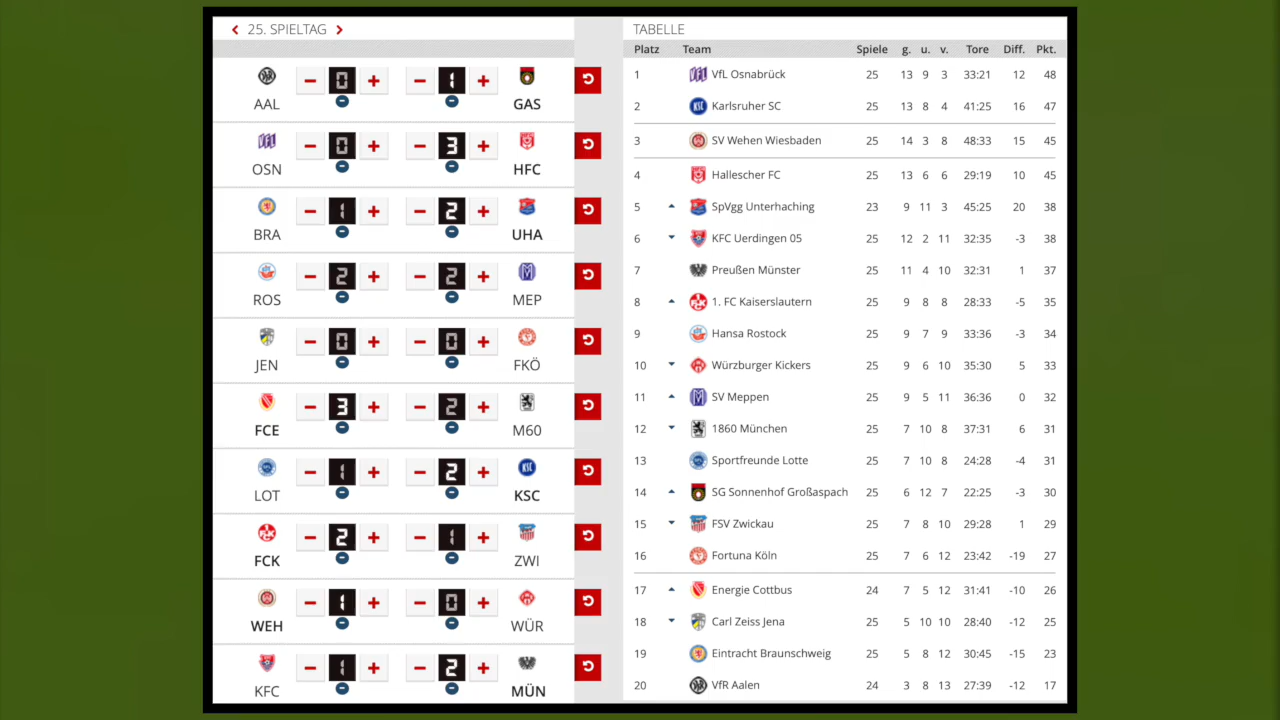 25. SPIELTAG
AAL 0 1 GAS
OSN 0 3 HFC
BRA 1 2 UHA
ROS 2 2 MEP
JEN 0 0 FKÖ
FCE 3 2 M60
LOT 1 2 KSC
FCK 2 1 ZWI
WEH 1 0 WÜR
KFC 1 2 MÜN
TABELLE
Platz Team Spiele g. u. v. Tore Diff. Pkt.
1 VfL Osnabrück 25 13 9 3 33:21 12 48
2 Karlsruher SC 25 13 8 4 41:25 16 47
3 SV Wehen Wiesbaden 25 14 3 8 48:33 15 45
4 Hallescher FC 25 13 6 6 29:19 10 45
5 SpVgg Unterhaching 23 9 11 3 45:25 20 38
6 KFC Uerdingen 05 25 12 2 11 32:35 -3 38
7 Preußen Münster 25 11 4 10 32:31 1 37
8 1. FC Kaiserslautern 25 9 8 8 28:33 -5 35
9 Hansa Rostock 25 9 7 9 33:36 -3 34
10 Würzburger Kickers 25 9 6 10 35:30 5 33
11 SV Meppen 25 9 5 11 36:36 0 32
12 1860 München 25 7 10 8 37:31 6 31
13 Sportfreunde Lotte 25 7 10 8 24:28 -4 31
14 SG Sonnenhof Großaspach 25 6 12 7 22:25 -3 30
15 FSV Zwickau 25 7 8 10 29:28 1 29
16 Fortuna Köln 25 7 6 12 23:42 -19 27
17 Energie Cottbus 24 7 5 12 31:41 -10 26
18 Carl Zeiss Jena 25 5 10 10 28:40 -12 25
19 Eintracht Braunschweig 25 5 8 12 30:45 -15 23
20 VfR Aalen 24 3 8 13 27:39 -12 17